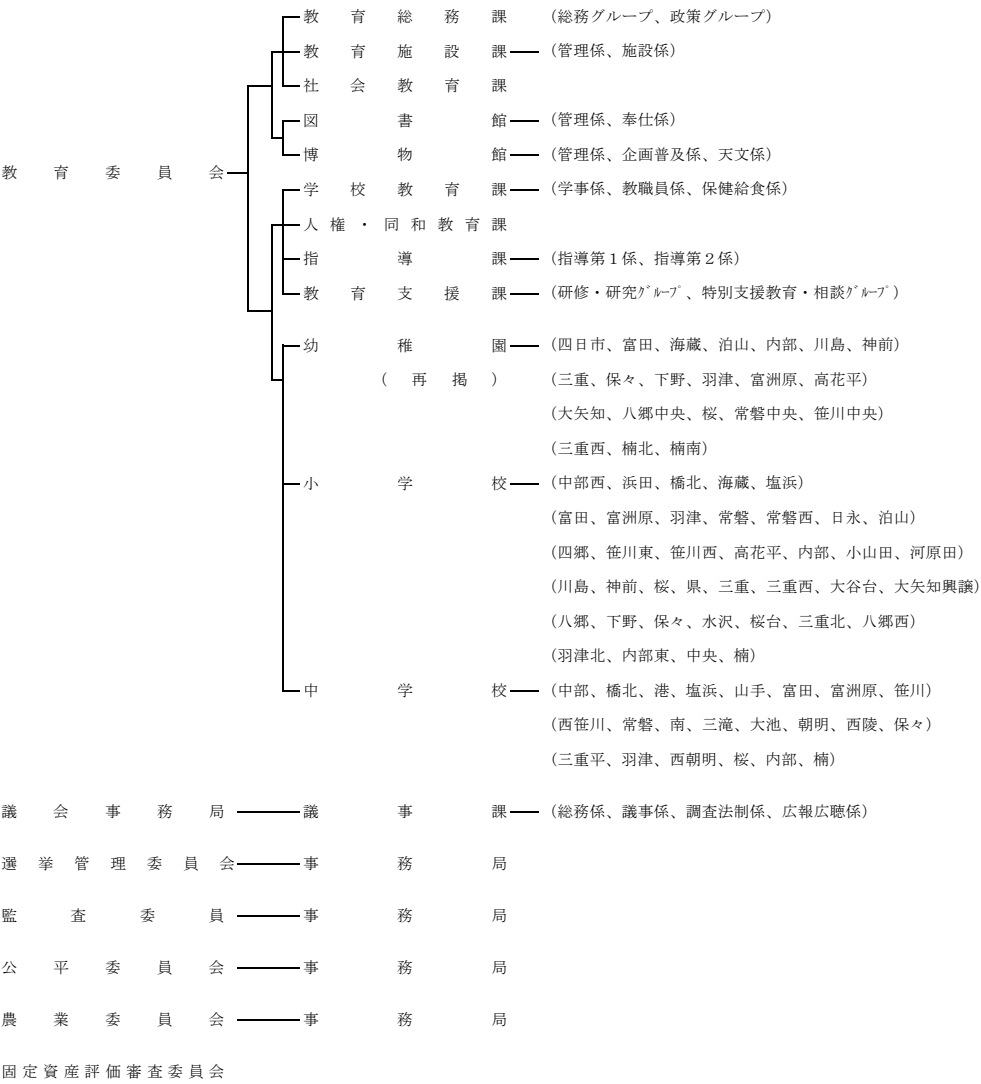 教育総務課 (総務グループ、政策グループ)
教育施設課 (管理係、施設係)
社会教育課
図書館 (管理係、奉仕係)
博物館 (管理係、企画普及係、天文係)
教育委員会
学校教育課 (学事係、教職員係、保健給食係)
人権・同和教育課
指導課 (指導第1係、指導第2係)
教育支援課 (研修・研究グループ、特別支援教育・相談グループ)
幼稚園 (四日市、富田、海蔵、泊山、内部、川島、神前)
(再掲) (三重、保々、下野、羽津、富洲原、高花平)
(大矢知、八郷中央、桜、常磐中央、笹川中央)
(三重西、楠北、楠南)
小学校 (中部西、浜田、橋北、海蔵、塩浜)
(富田、富洲原、羽津、常磐、常磐西、日永、泊山)
(四郷、笹川東、笹川西、高花平、内部、小山田、河原田)
(川島、神前、桜、県、三重、三重西、大谷台、大矢知興譲)
(八郷、下野、保々、水沢、桜台、三重北、八郷西)
(羽津北、内部東、中央、楠)
中学校 (中部、橋北、港、塩浜、山手、富田、富洲原、笹川)
(西笹川、常磐、南、三滝、大池、朝明、西陵、保々)
(三重平、羽津、西朝明、桜、内部、楠)
議会事務局 議事課 (総務係、議事係、調査法制係、広報広聴係)
選挙管理委員会 事務局
監査委員 事務局
公平委員会 事務局
農業委員会 事務局
固定資産評価審査委員会